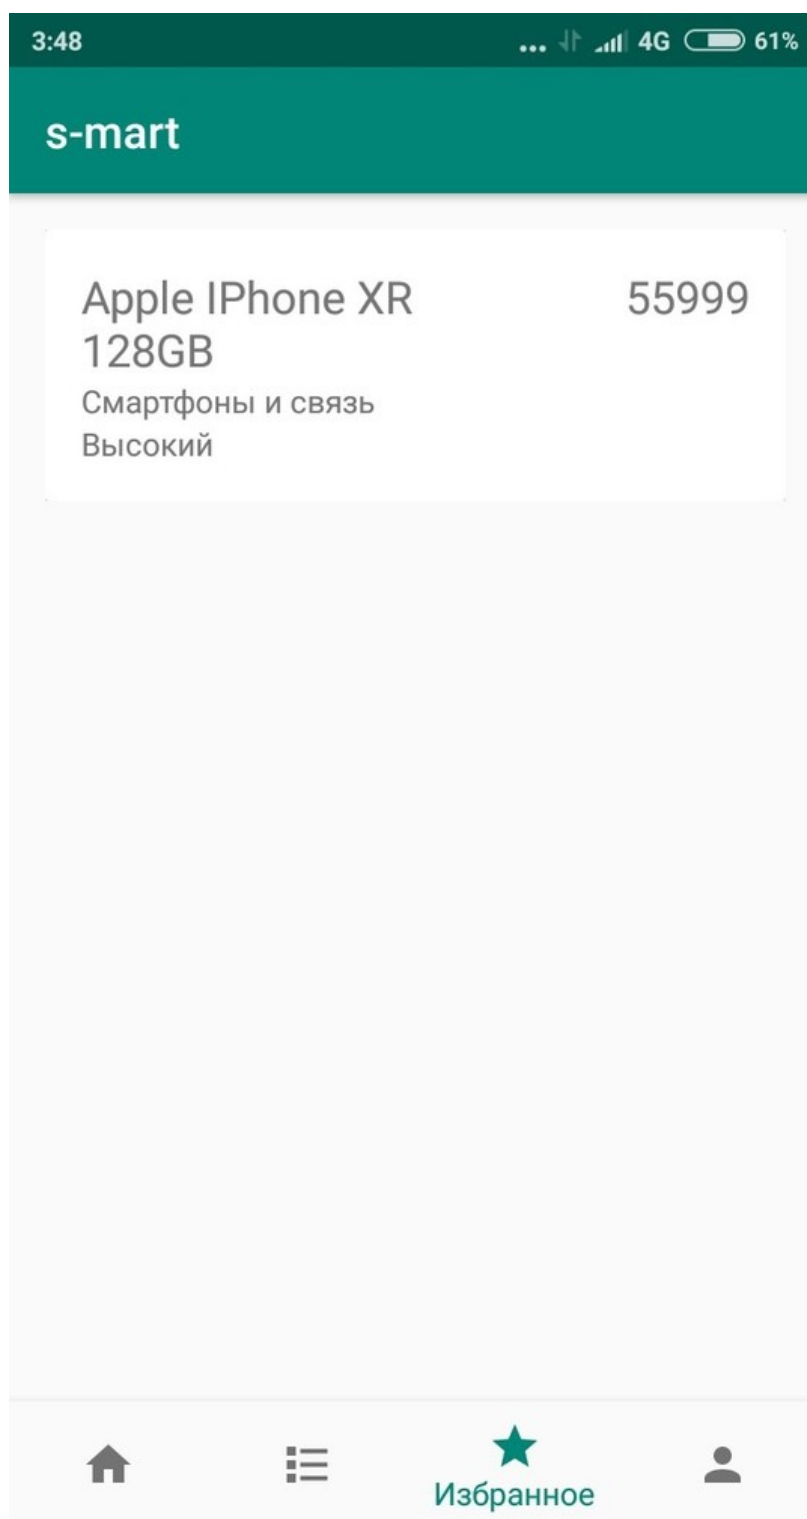 3:48
... 4G 61%
s-mart
Apple IPhone XR 55999
128GB
Смартфоны и связь
Высокий
Избранное